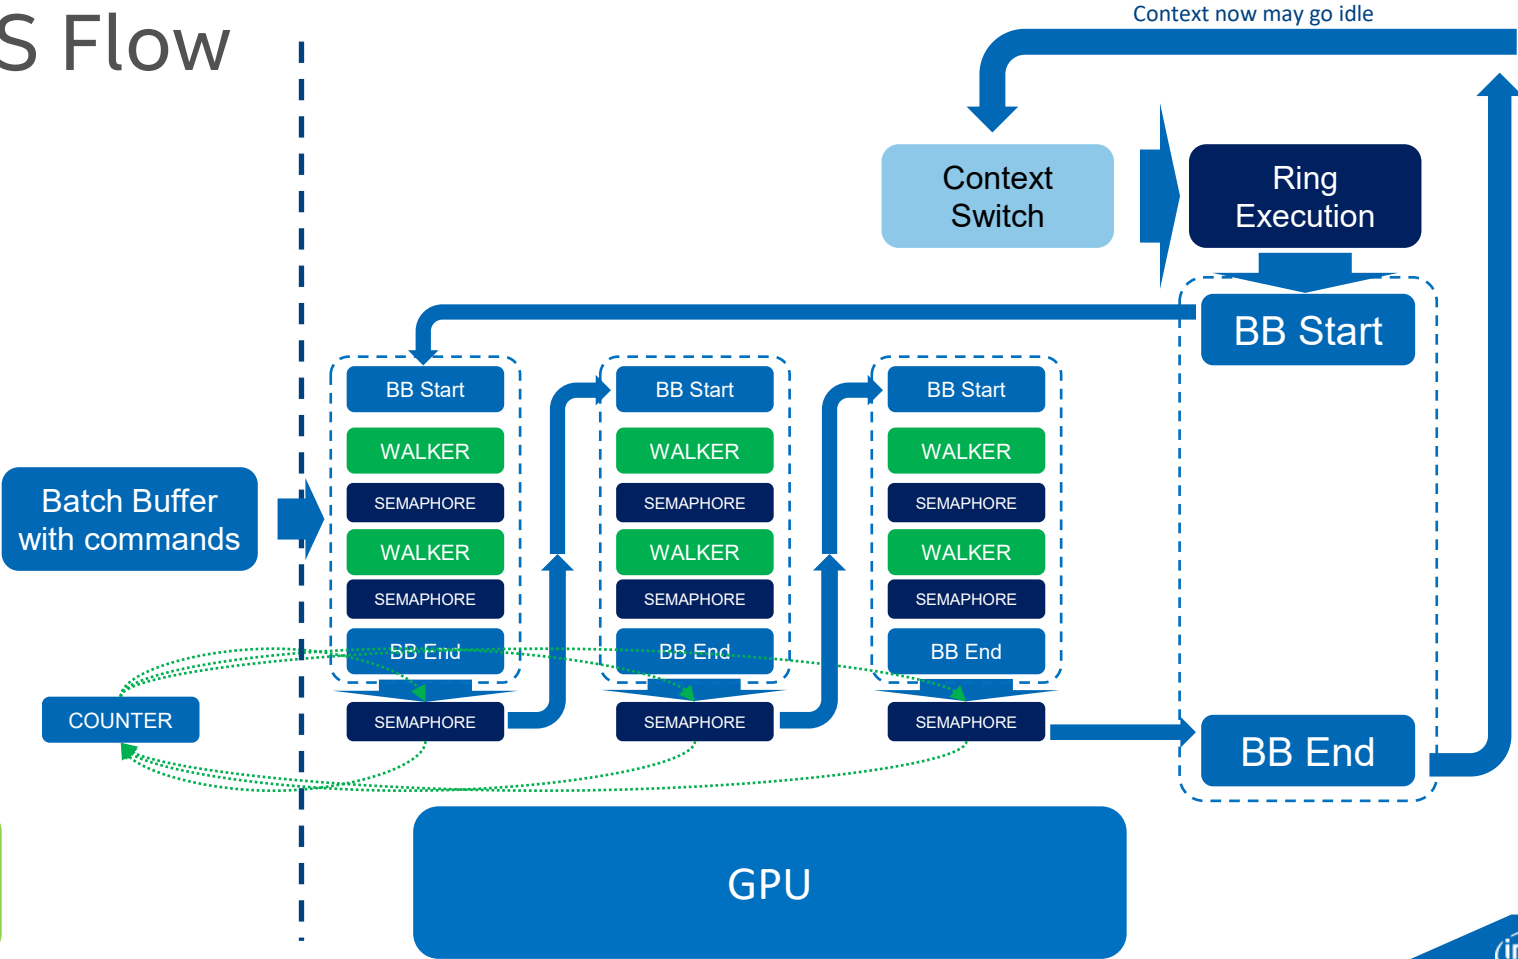 S Flow
Context now may go idle
Context
Switch
Ring
Execution
BB Start
BB Start
WALKER
SEMAPHORE
WALKER
SEMAPHORE
BB End
SEMAPHORE
BB Start
WALKER
SEMAPHORE
WALKER
SEMAPHORE
BB End
SEMAPHORE
BB Start
WALKER
SEMAPHORE
WALKER
SEMAPHORE
BB End
SEMAPHORE
Batch Buffer
with commands
COUNTER
BB End
GPU